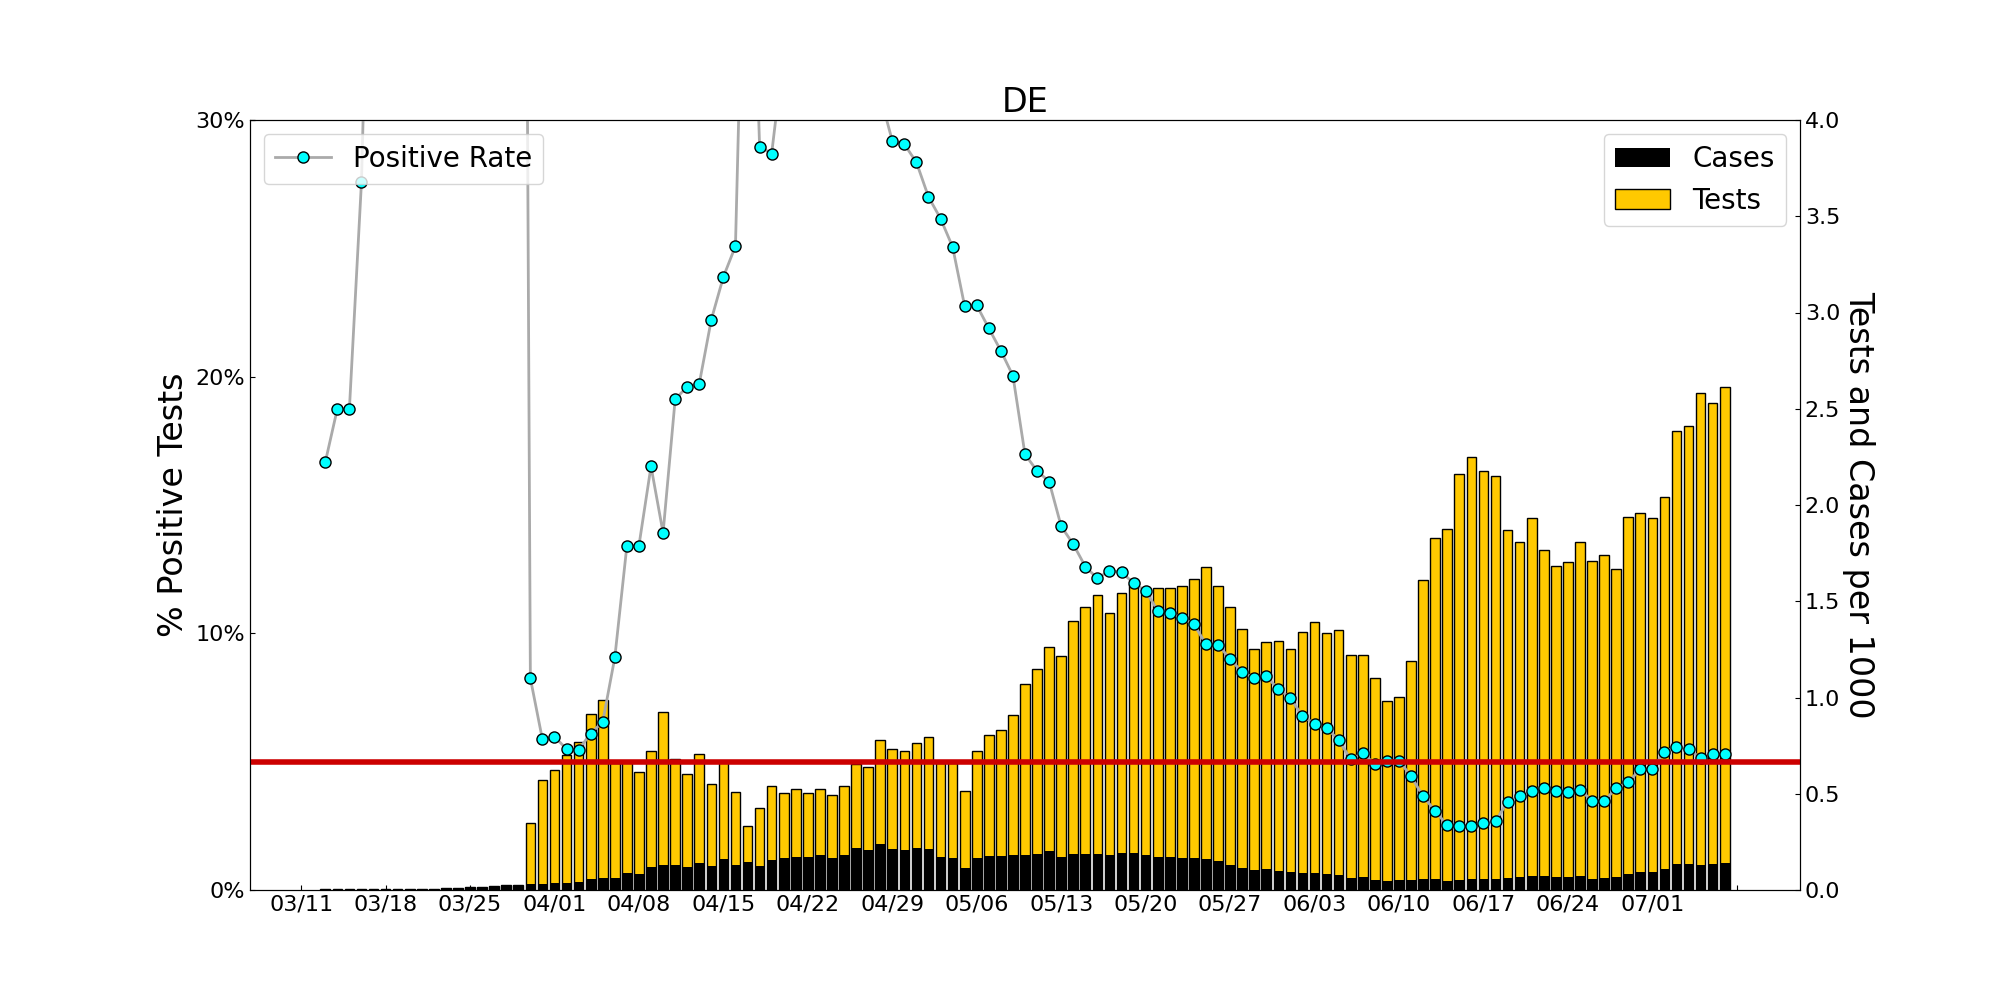 DE
30%
20%
10%
0%
% Positive Tests
Positive Rate
Cases
Tests
4.0
3.5
3.0
2.5
2.0
1.5
1.0
0.5
0.0
Tests and Cases per 1000
03/11 03/18 03/25 04/01 04/08 04/15 04/22 04/29 05/06 05/13 05/20 05/27 06/03 06/10 06/17 06/24 07/01